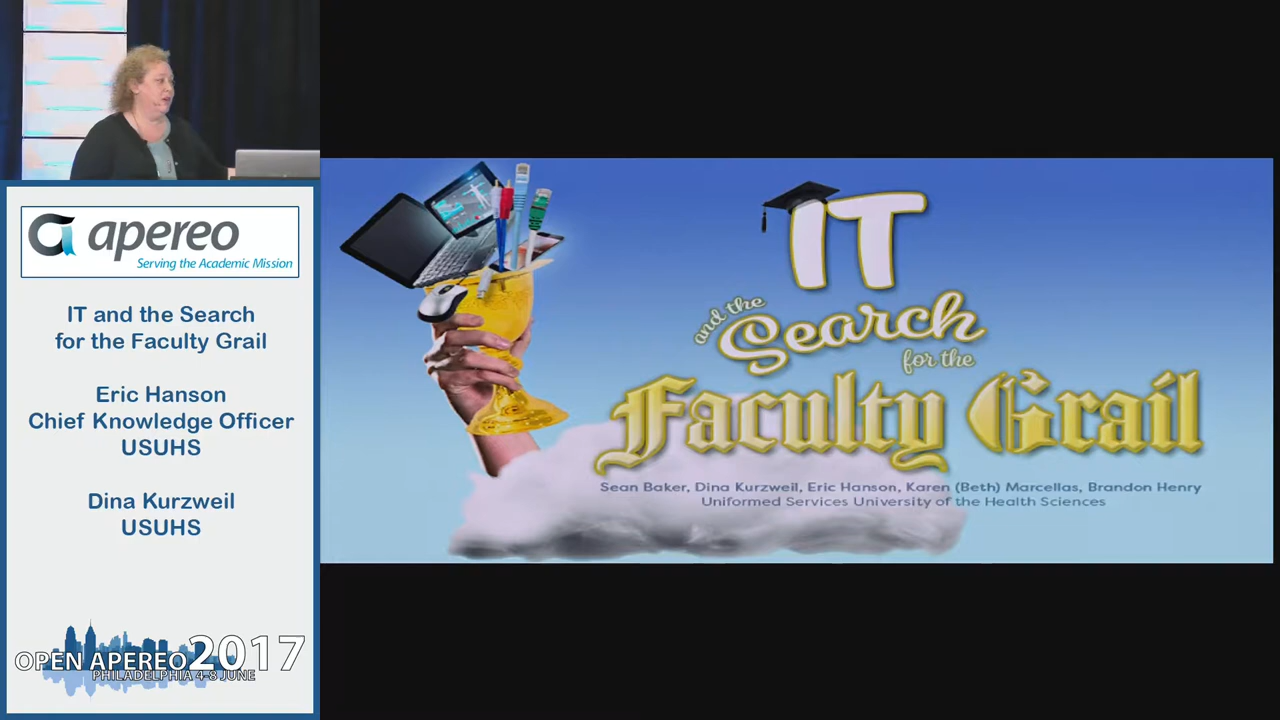 apereo
Serving the Academic Mission
IT and the Search
for the Faculty Grail
Eric Hanson
Chief Knowledge Officer
USUHS
Dina Kurzweil
USUHS
OPEN APEREO 2017
PHILADELPHIA 4-8 JUNE
IT
and the
Search
for the
Faculty Grail
Sean Baker, Dina Kurzweil, Eric Hanson, Karen (Beth) Marcellas, Brandon Henry
Uniformed Services University of the Health Sciences